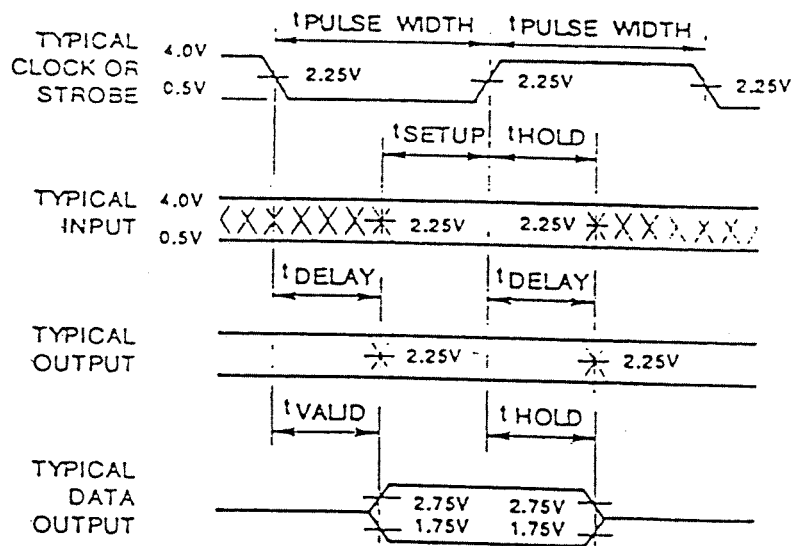 tPULSE WIDTH tPULSE WIDTH
TYPICAL
CLOCK OR
STROBE
4.0V
0.5V
2.25V 2.25V 2.25V
tSETUP tHOLD
TYPICAL
INPUT
4.0V
0.5V
2.25V 2.25V
tDELAY tDELAY
TYPICAL
OUTPUT
2.25V 2.25V
tVALID tHOLD
TYPICAL
DATA
OUTPUT
2.75V 2.75V
1.75V 1.75V